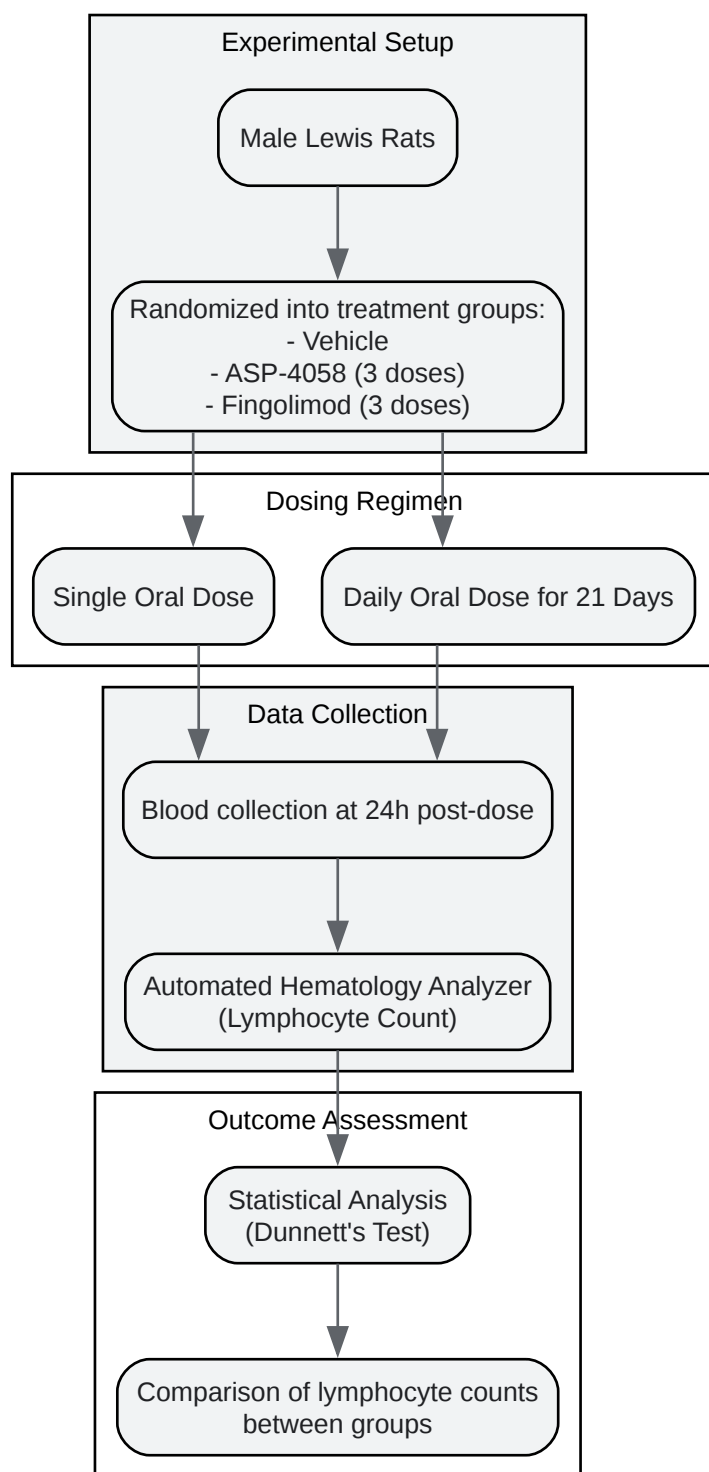 Experimental Setup
Male Lewis Rats
Randomized into treatment groups:
- Vehicle
- ASP-4058 (3 doses)
- Fingolimod (3 doses)
Dosing Regimen
Single Oral Dose
Daily Oral Dose for 21 Days
Data Collection
Blood collection at 24h post-dose
Automated Hematology Analyzer
(Lymphocyte Count)
Outcome Assessment
Statistical Analysis
(Dunnett's Test)
Comparison of lymphocyte counts
between groups